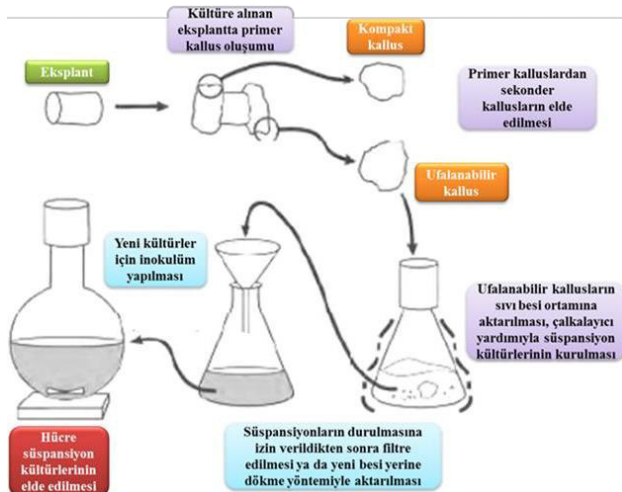 Kültüre alınan
eksplantta primer
kallus oluşumu
Kompakt
kallus
Eksplant
Primer kalluslardan
sekonder
kallusların elde
edilmesi
Ufalanabilir
kallus
Yeni kültürler
için inokulüm
yapılması
Ufalanabilir kallusların
sıvı besi ortamına
aktarılması, çalkalayıcı
yardımıyla süspansiyon
kültürlerinin kurulması
Süspansiyonların durulmasına
izin verildikten sonra filtre
edilmesi ya da yeni besi yerine
dökme yöntemiyle aktarılması
Hücre
süspansiyon
kültürlerinin
elde edilmesi